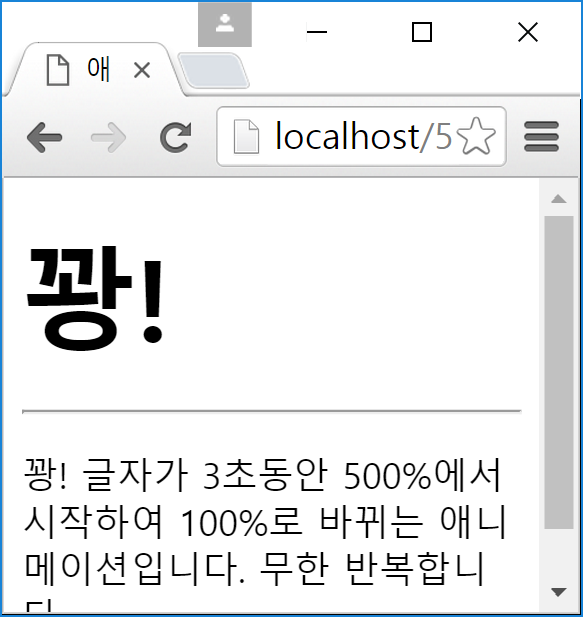 애
localhost/5
꽝!
꽝! 글자가 3초동안 500%에서
시작하여 100%로 바뀌는 애니
메이션입니다. 무한 반복합니